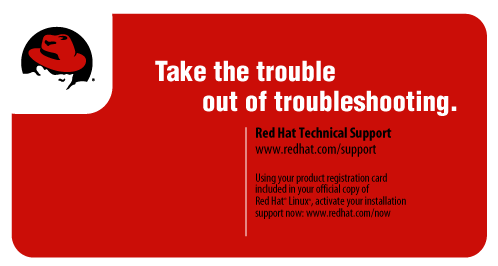 Take the trouble
out of troubleshooting.
Red Hat Technical Support
www.redhat.com/support
Using your product registration card
included in your official copy of
Red Hat® Linux®, activate your installation
support now: www.redhat.com/now